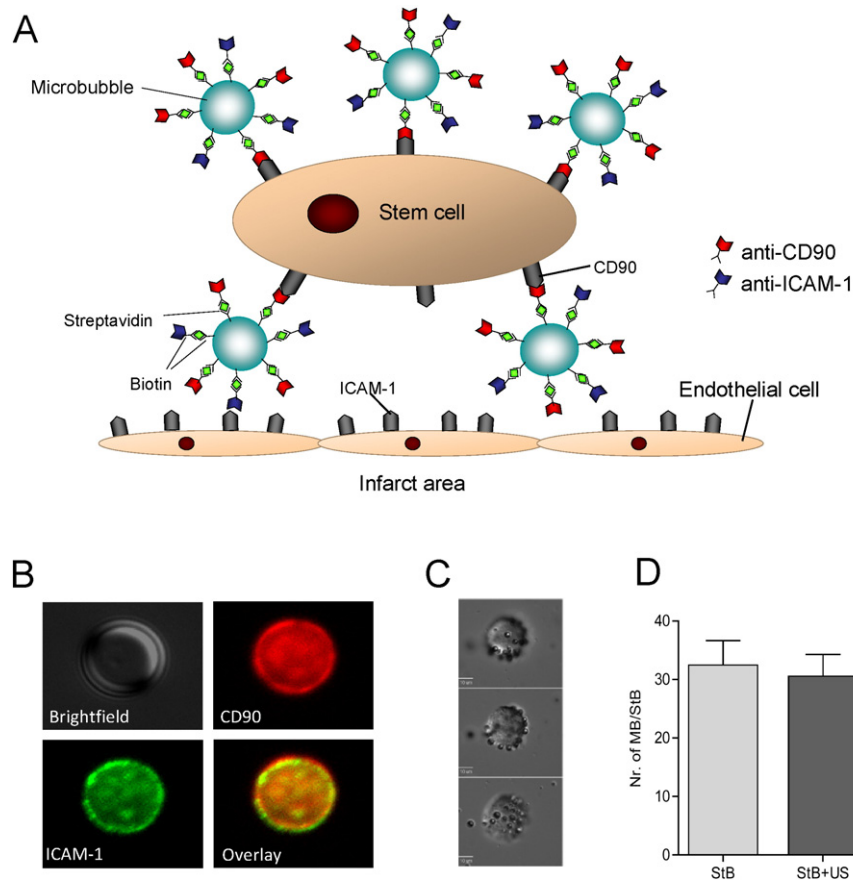 A
Microbubble
Stem cell
CD90
anti-CD90
anti-ICAM-1
Streptavidin
Biotin
ICAM-1
Endothelial cell
Infarct area
B
Brightfield
CD90
ICAM-1
Overlay
C
D
Nr. of MB/StB
40
30
20
10
0
StB
StB+US